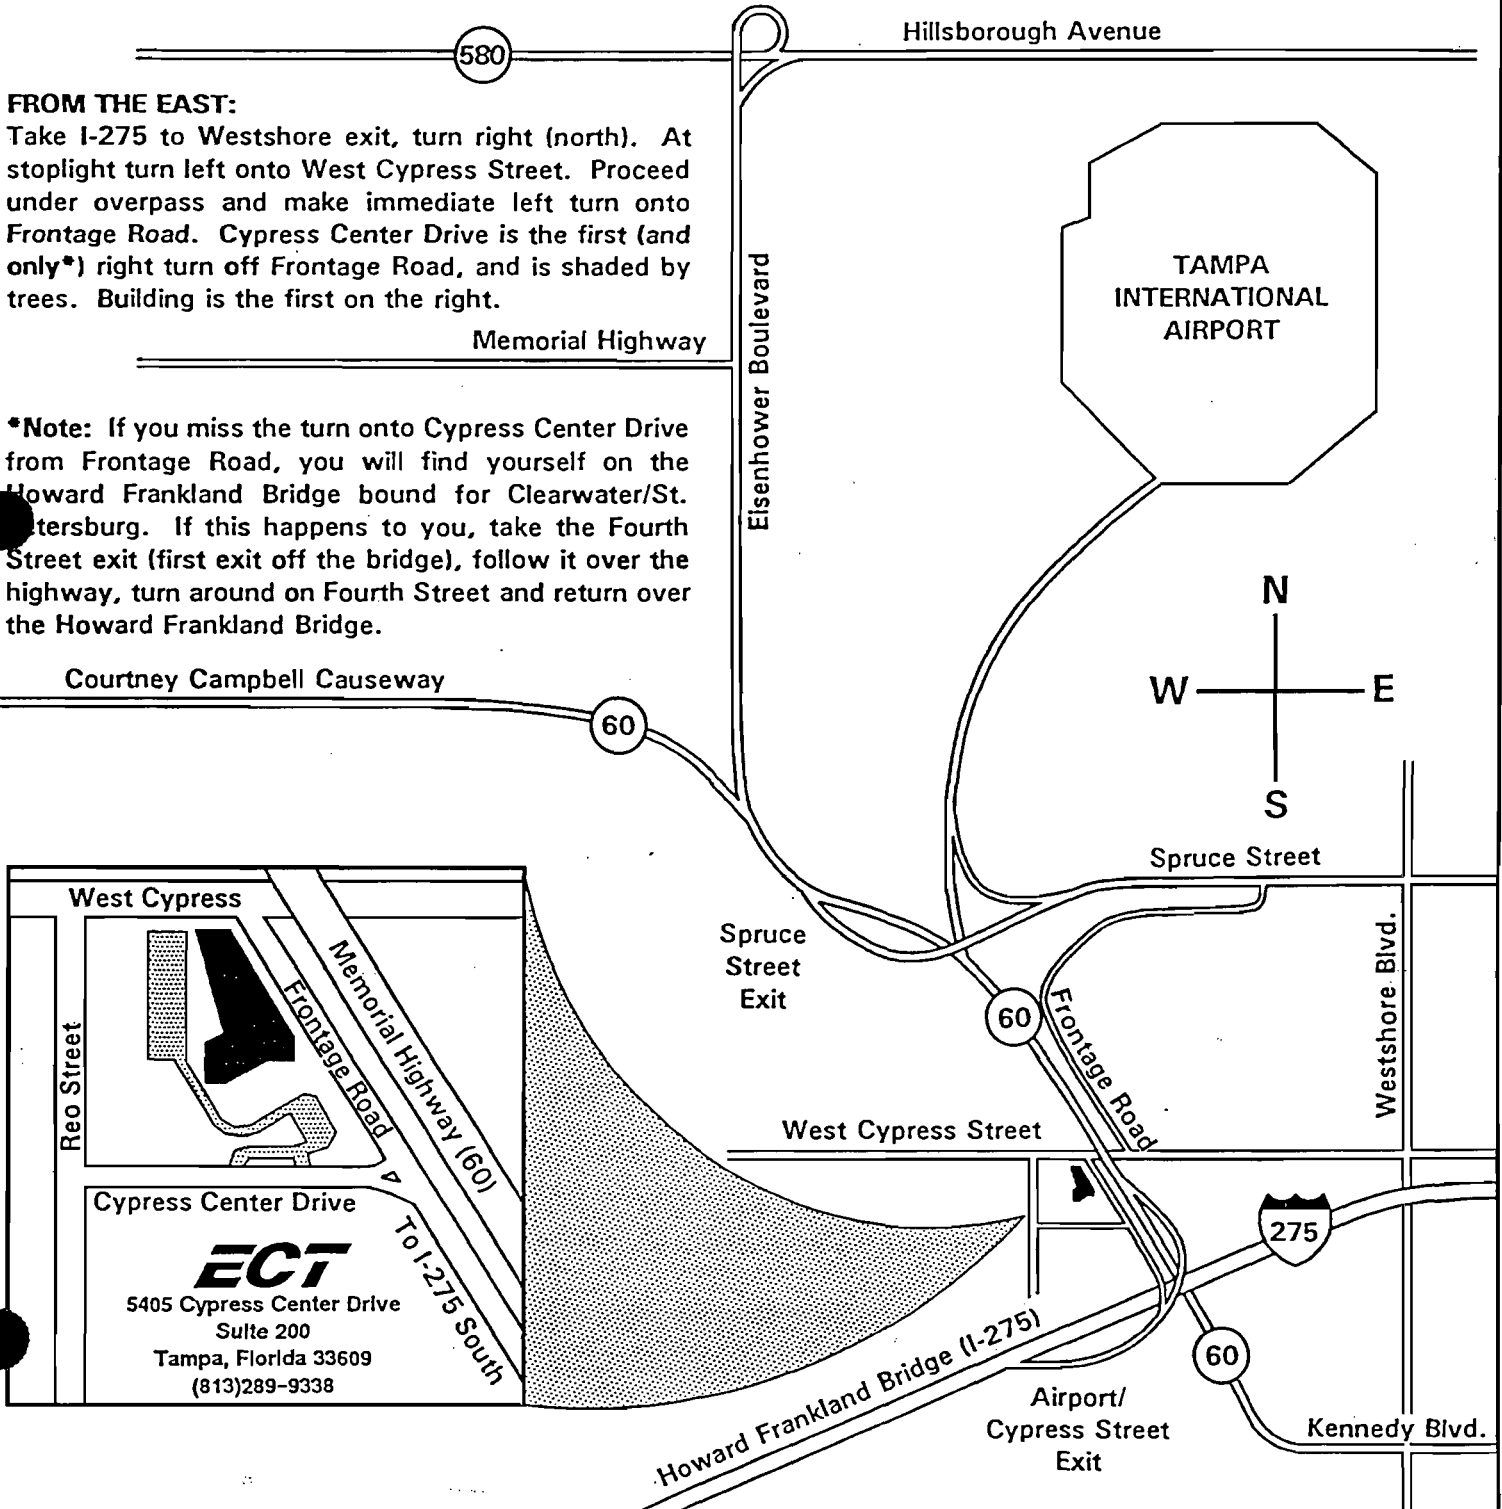 Hillsborough Avenue
580
FROM THE EAST:
Take I-275 to Westshore exit, turn right (north). At
stoplight turn left onto West Cypress Street. Proceed
under overpass and make immediate left turn onto
Frontage Road. Cypress Center Drive is the first (and
only*) right turn off Frontage Road, and is shaded by
trees. Building is the first on the right.
Memorial Highway
Eisenhower Boulevard
TAMPA
INTERNATIONAL
AIRPORT
*Note: If you miss the turn onto Cypress Center Drive
from Frontage Road, you will find yourself on the
Howard Frankland Bridge bound for Clearwater/St.
tersburg. If this happens to you, take the Fourth
Street exit (first exit off the bridge), follow it over the
highway, turn around on Fourth Street and return over
the Howard Frankland Bridge.
N
W E
S
Courtney Campbell Causeway
60
Spruce Street
Spruce
Street
Exit
60
Frontage Road
Westshore Blvd.
West Cypress Street
275
Howard Frankland Bridge (I-275)
60
Airport/
Cypress Street
Exit
Kennedy Blvd.
West Cypress
Reo Street
Frontage Road
Memorial Highway (60)
Cypress Center Drive
To I-275 South
ECT
5405 Cypress Center Drive
Suite 200
Tampa, Florida 33609
(813)289-9338